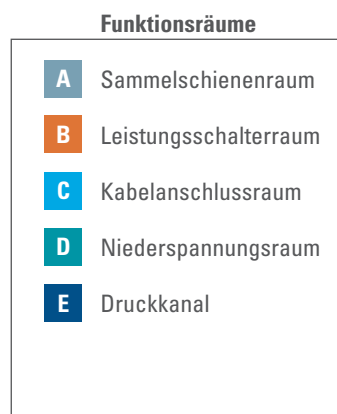 Funktionsräume
A Sammelschienenraum
B Leistungsschalterraum
C Kabelanschlussraum
D Niederspannungsraum
E Druckkanal